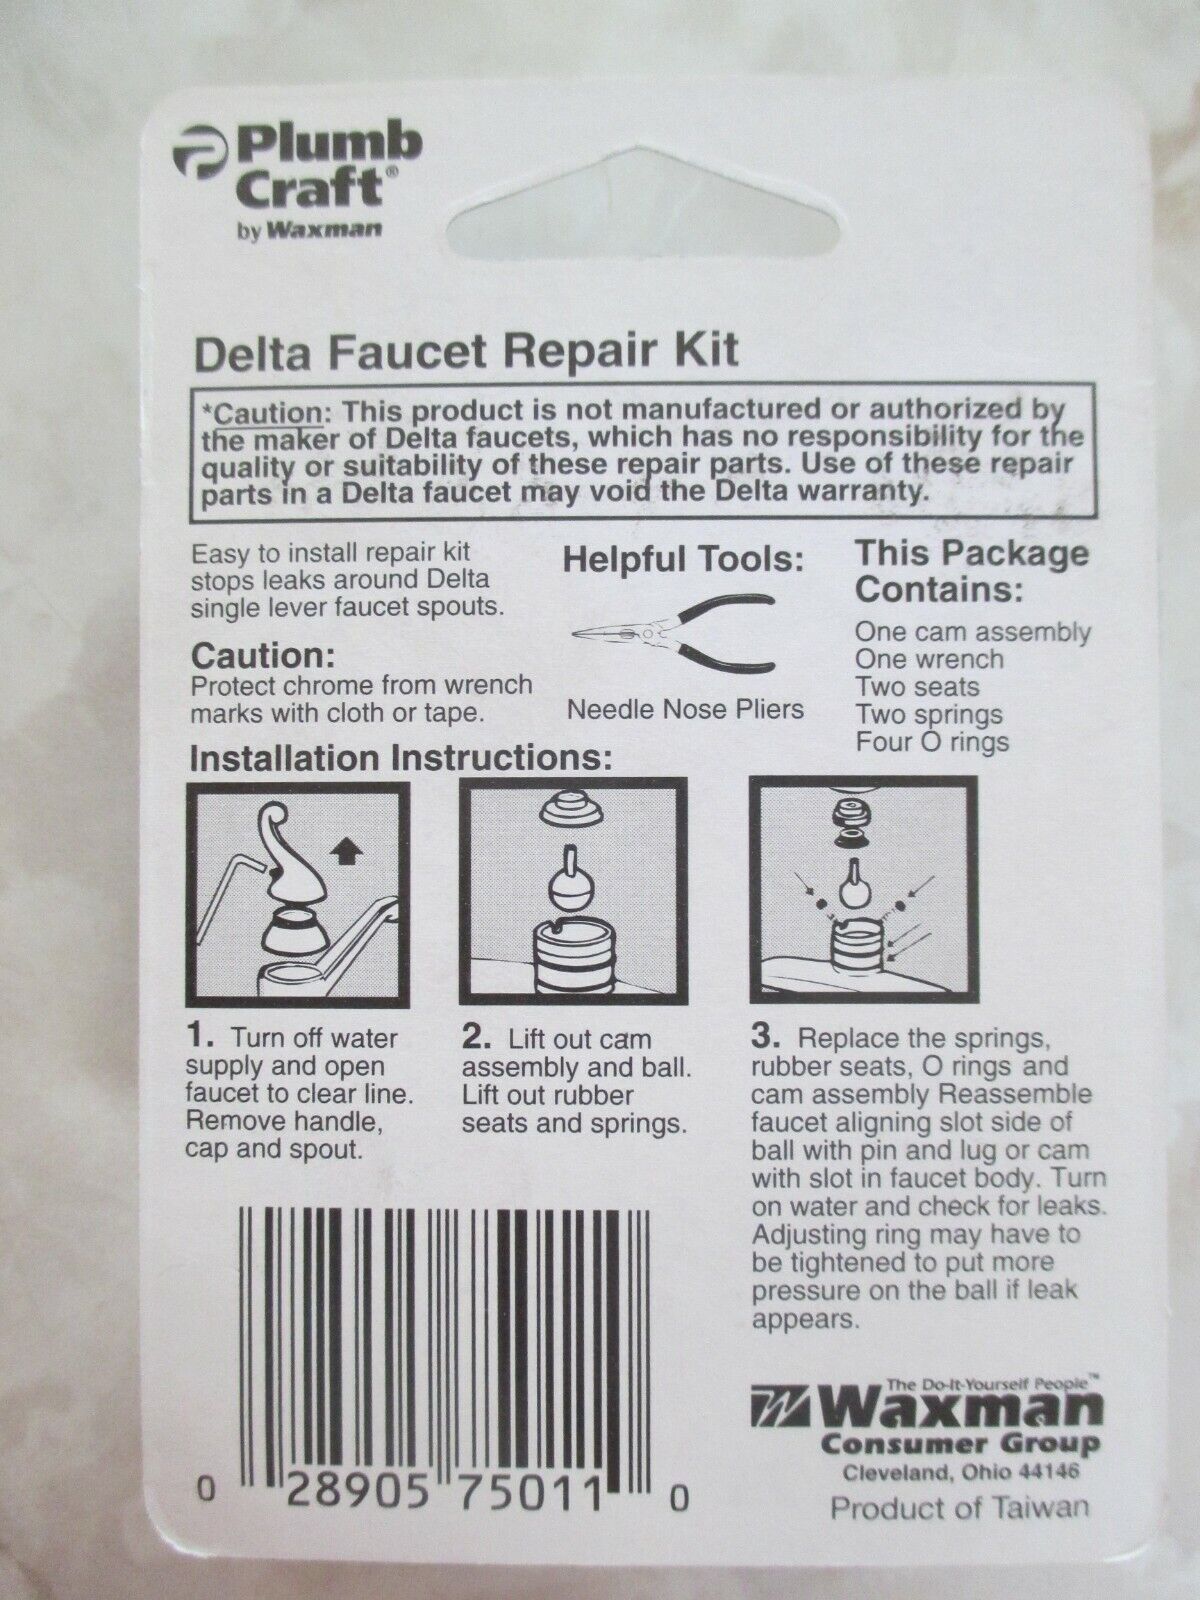 Plumb
Craft®
by Waxman
Delta Faucet Repair Kit
*Caution: This product is not manufactured or authorized by
the maker of Delta faucets, which has no responsibility for the
quality or suitability of these repair parts. Use of these repair
parts in a Delta faucet may void the Delta warranty.
Easy to install repair kit
stops leaks around Delta
single lever faucet spouts.
Caution:
Protect chrome from wrench
marks with cloth or tape.
Helpful Tools:
Needle Nose Pliers
This Package
Contains:
One cam assembly
One wrench
Two seats
Two springs
Four O rings
Installation Instructions:
1. Turn off water
supply and open
faucet to clear line.
Remove handle,
cap and spout.
2. Lift out cam
assembly and ball.
Lift out rubber
seats and springs.
3. Replace the springs,
rubber seats, O rings and
cam assembly Reassemble
faucet aligning slot side of
ball with pin and lug or cam
with slot in faucet body. Turn
on water and check for leaks.
Adjusting ring may have to
be tightened to put more
pressure on the ball if leak
appears.
0 28905 75011 0
The Do-It-Yourself People™
Waxman
Consumer Group
Cleveland, Ohio 44146
Product of Taiwan